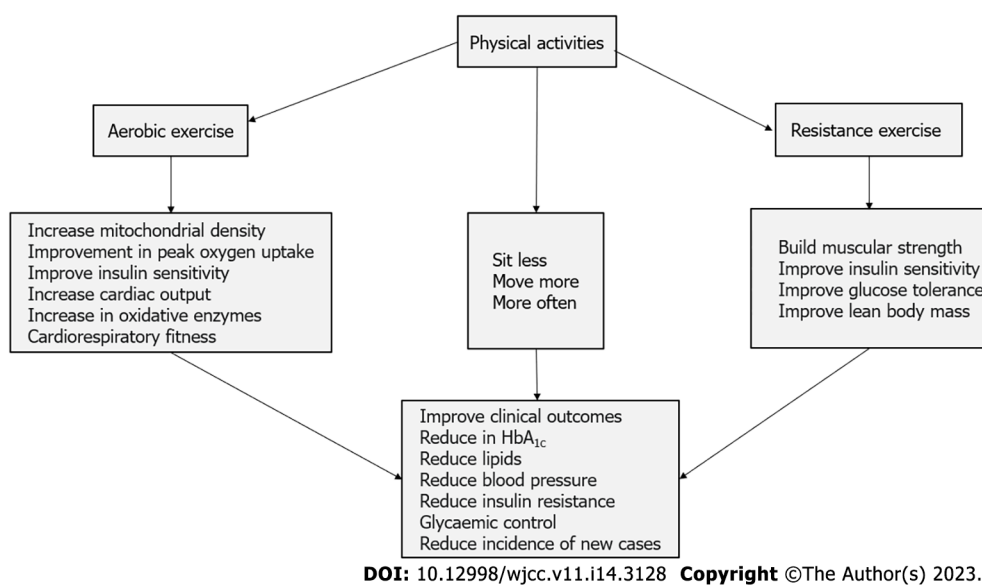 Physical activities
Aerobic exercise
Resistance exercise
Increase mitochondrial density
Improvement in peak oxygen uptake
Improve insulin sensitivity
Increase cardiac output
Increase in oxidative enzymes
Cardiorespiratory fitness
Sit less
Move more
More often
Build muscular strength
Improve insulin sensitivity
Improve glucose tolerance
Improve lean body mass
Improve clinical outcomes
Reduce in HbA1c
Reduce lipids
Reduce blood pressure
Reduce insulin resistance
Glycaemic control
Reduce incidence of new cases
DOI: 10.12998/wjcc.v11.i14.3128 Copyright ©The Author(s) 2023.